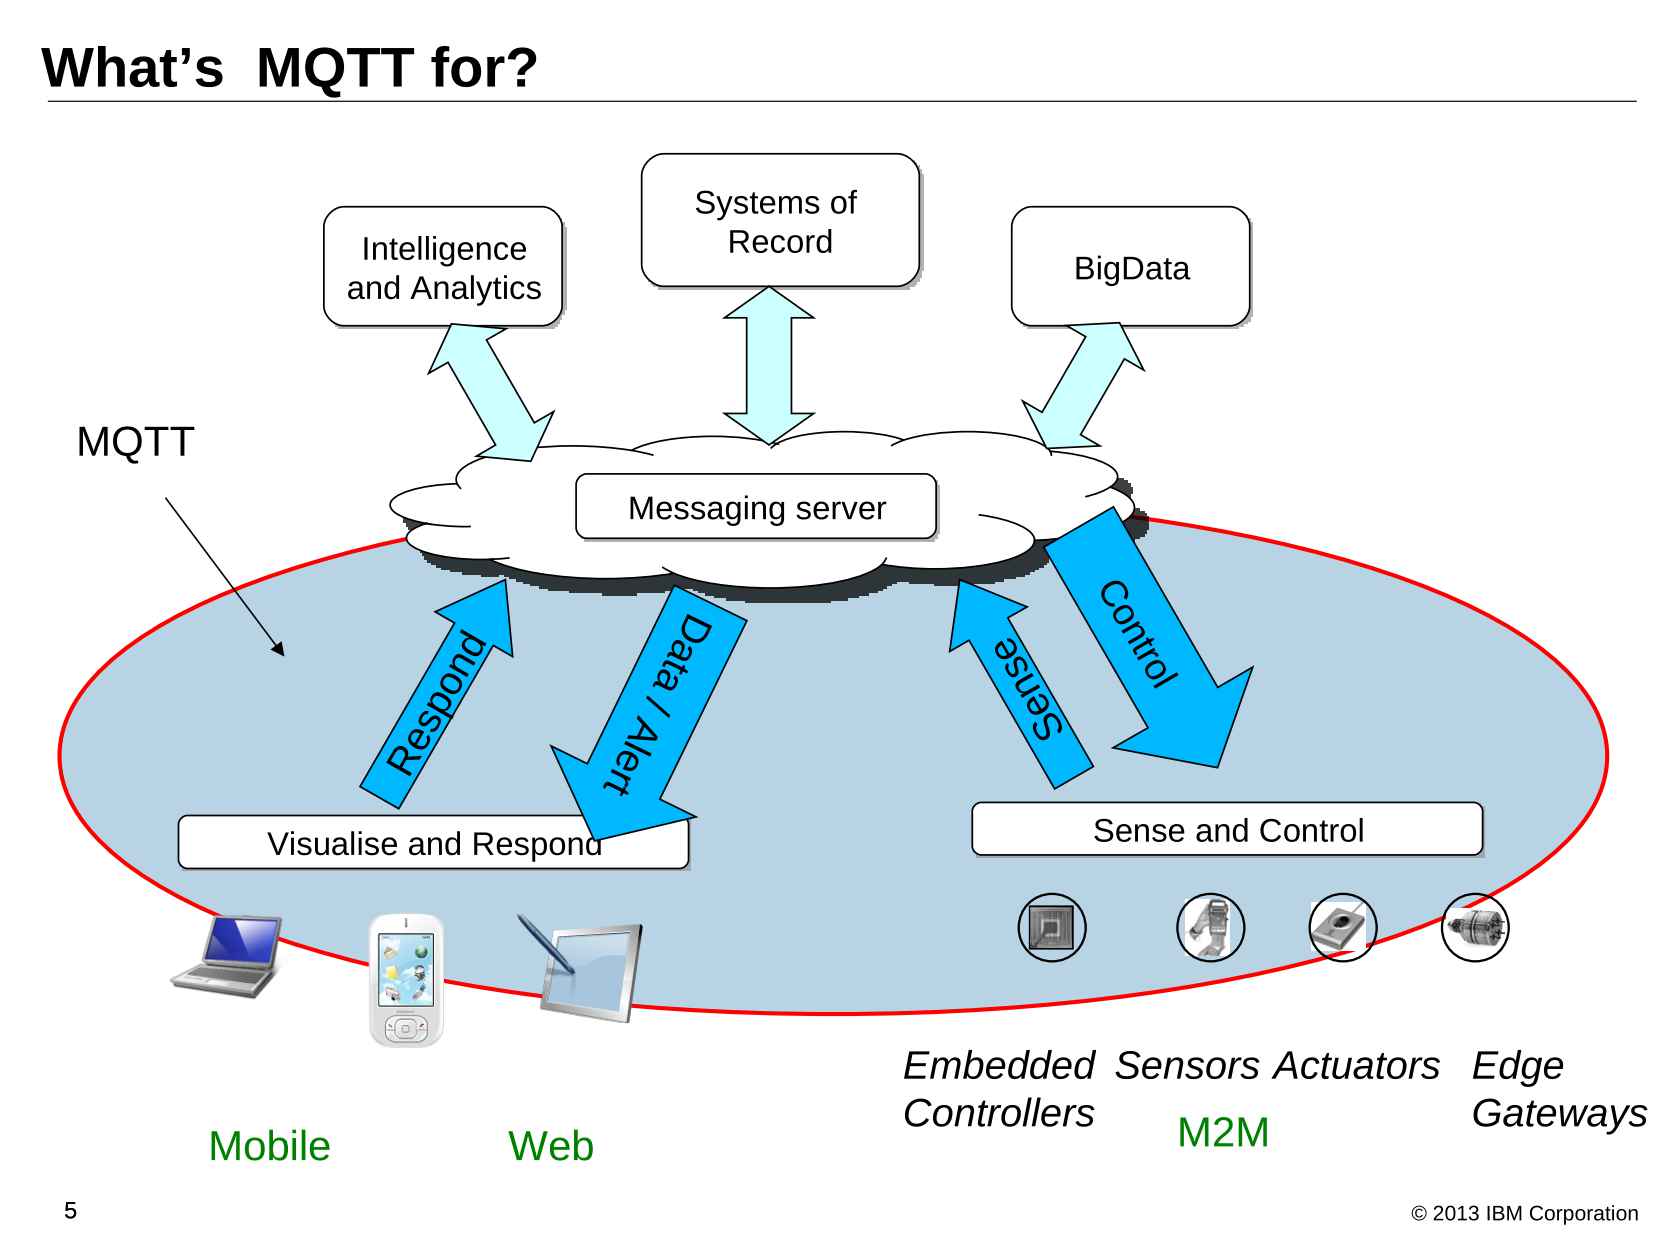 What’s  MQTT for?
Systems of
Record
Intelligence
and Analytics
BigData
MQTT
Messaging server
Respond
Data // Alert
Sense
Control
Visualise and Respond
Sense and Control
Embedded
Controllers
Sensors
Actuators
Edge
Gateways
M2M
Mobile
Web
5
© 2013 IBM Corporation